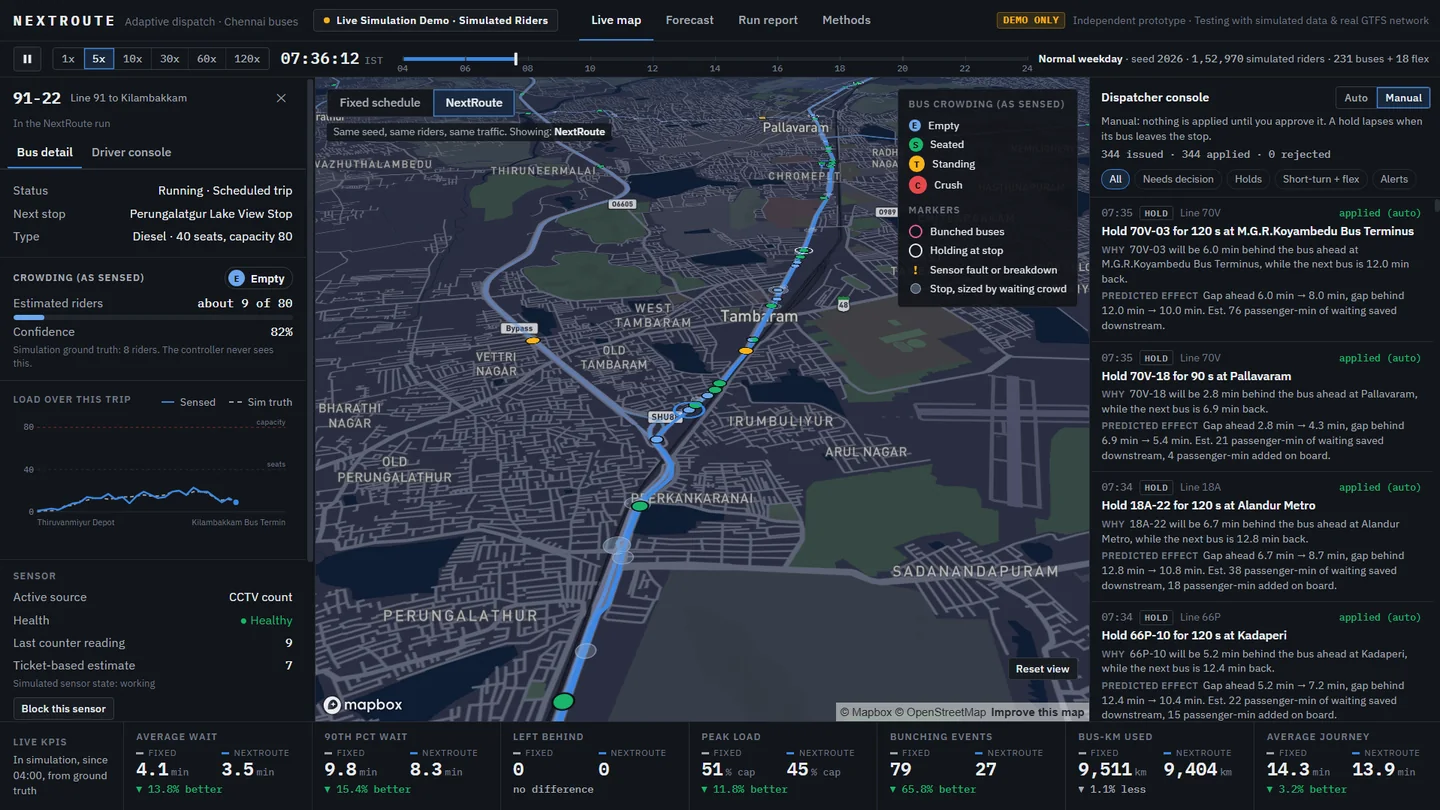 NEXTROUTE Adaptive dispatch · Chennai buses
Live Simulation Demo · Simulated Riders
Live map Forecast Run report Methods
DEMO ONLY Independent prototype · Testing with simulated data & real GTFS network
1x 5x 10x 30x 60x 120x 07:36:12 IST
04 06 08 10 12 14 16 18 20 22 24
Normal weekday · seed 2026 · 1,52,970 simulated riders · 231 buses + 18 flex
91-22 Line 91 to Kilambakkam
In the NextRoute run
Bus detail Driver console
Status Running · Scheduled trip
Next stop Perungalatgur Lake View Stop
Type Diesel · 40 seats, capacity 80
CROWDING (AS SENSED) E Empty
Estimated riders about 9 of 80
Confidence 82%
Simulation ground truth: 8 riders. The controller never sees
this.
LOAD OVER THIS TRIP Sensed Sim truth
80 capacity
40 seats
0
Thiruvanmiyur Depot Kilambakkam Bus Termin
SENSOR
Active source CCTV count
Health Healthy
Last counter reading 9
Ticket-based estimate 7
Simulated sensor state: working
Block this sensor
Fixed schedule NextRoute
Same seed, same riders, same traffic. Showing: NextRoute
VAZHUTHALAMBEDU
THIRUNEERMALAI
Pallavaram
CHROMEPET
06605
0989
WEST
TAMBARAM
Tambaram
48
Bypass
VETTRI
NAGAR
OLD
TAMBARAM
BHARATHI
NAGAR
SHU8
IRUMBULIYUR
ARUL NAGAR
OLD
PERUNGALATHUR
PEERKANKARANAI
SADANANDAPURAM
PERUNGALATHUR
BUS CROWDING (AS SENSED)
E Empty
S Seated
T Standing
C Crush
MARKERS
Bunched buses
Holding at stop
! Sensor fault or breakdown
Stop, sized by waiting crowd
Reset view
mapbox
© Mapbox © OpenStreetMap Improve this map
Dispatcher console Auto Manual
Manual: nothing is applied until you approve it. A hold lapses when
its bus leaves the stop.
344 issued · 344 applied · 0 rejected
All Needs decision Holds Short-turn + flex Alerts
07:35 HOLD Line 70V applied (auto)
Hold 70V-03 for 120 s at M.G.R.Koyambedu Bus Terminus
WHY 70V-03 will be 6.0 min behind the bus ahead at
M.G.R.Koyambedu Bus Terminus, while the next bus is 12.0 min
back.
PREDICTED EFFECT Gap ahead 6.0 min → 8.0 min, gap behind
12.0 min → 10.0 min. Est. 76 passenger-min of waiting saved
downstream.
07:35 HOLD Line 70V applied (auto)
Hold 70V-18 for 90 s at Pallavaram
WHY 70V-18 will be 2.8 min behind the bus ahead at Pallavaram,
while the next bus is 6.9 min back.
PREDICTED EFFECT Gap ahead 2.8 min → 4.3 min, gap behind
6.9 min → 5.4 min. Est. 21 passenger-min of waiting saved
downstream, 4 passenger-min added on board.
07:34 HOLD Line 18A applied (auto)
Hold 18A-22 for 120 s at Alandur Metro
WHY 18A-22 will be 6.7 min behind the bus ahead at Alandur
Metro, while the next bus is 12.8 min back.
PREDICTED EFFECT Gap ahead 6.7 min → 8.7 min, gap behind
12.8 min → 10.8 min. Est. 38 passenger-min of waiting saved
downstream, 18 passenger-min added on board.
07:34 HOLD Line 66P applied (auto)
Hold 66P-10 for 120 s at Kadaperi
WHY 66P-10 will be 5.2 min behind the bus ahead at Kadaperi,
while the next bus is 12.4 min back.
PREDICTED EFFECT Gap ahead 5.2 min → 7.2 min, gap behind
12.4 min → 10.4 min. Est. 22 passenger-min of waiting saved
downstream, 15 passenger-min added on board.
LIVE KPIS
In simulation, since
04:00, from ground
truth
AVERAGE WAIT
FIXED NEXTROUTE
4.1 min 3.5 min
▼ 13.8% better
90TH PCT WAIT
FIXED NEXTROUTE
9.8 min 8.3 min
▼ 15.4% better
LEFT BEHIND
FIXED NEXTROUTE
0 0
no difference
PEAK LOAD
FIXED NEXTROUTE
51% cap 45% cap
▼ 11.8% better
BUNCHING EVENTS
FIXED NEXTROUTE
79 27
▼ 65.8% better
BUS-KM USED
FIXED NEXTROUTE
9,511 km 9,404 km
▼ 1.1% less
AVERAGE JOURNEY
FIXED NEXTROUTE
14.3 min 13.9 min
▼ 3.2% better